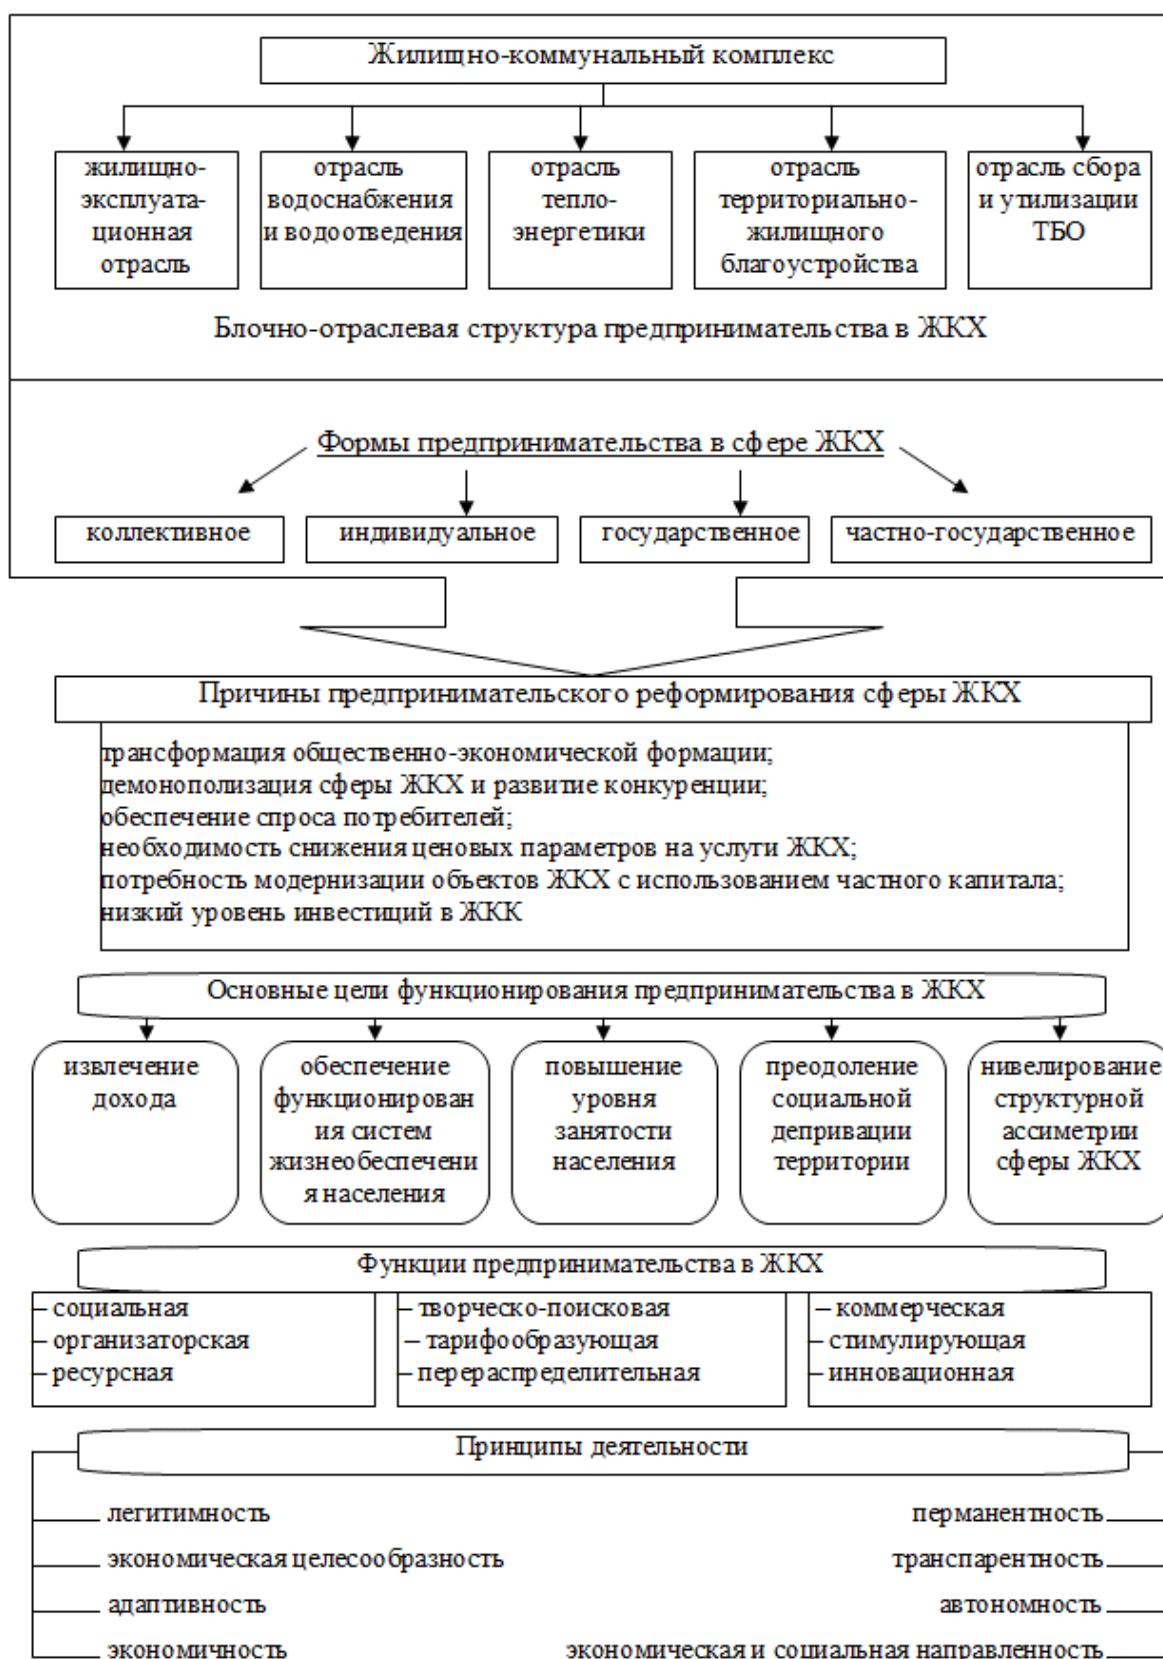 Жилищно-коммунальный комплекс
жилищно-
эксплуата-
ционная
отрасль
отрасль
водоснабжения
и водоотведения
отрасль
тепло-
энергетики
отрасль
территориально-
жилищного
благоустройства
отрасль сбора
и утилизации
ТБО
Блочно-отраслевая структура предпринимательства в ЖКХ
Формы предпринимательства в сфере ЖКХ
коллективное
индивидуальное
государственное
частно-государственное
Причины предпринимательского реформирования сферы ЖКХ
трансформация общественно-экономической формации;
демонополизация сферы ЖКХ и развитие конкуренции;
обеспечение спроса потребителей;
необходимость снижения ценовых параметров на услуги ЖКХ;
потребность модернизации объектов ЖКХ с использованием частного капитала;
низкий уровень инвестиций в ЖКК
Основные цели функционирования предпринимательства в ЖКХ
извлечение
дохода
обеспечение
функционирован
ия систем
жизнеобеспечени
я населения
повышение
уровня
занятости
населения
преодоление
социальной
депривации
территории
нивелирование
структурной
ассиметрии
сферы ЖКХ
Функции предпринимательства в ЖКХ
– социальная
– организаторская
– ресурсная
– творческо-поисковая
– тарифообразующая
– перераспределительная
– коммерческая
– стимулирующая
– инновационная
Принципы деятельности
легитимность
экономическая целесообразность
адаптивность
экономичность
перманентность
транспарентность
автономность
экономическая и социальная направленность